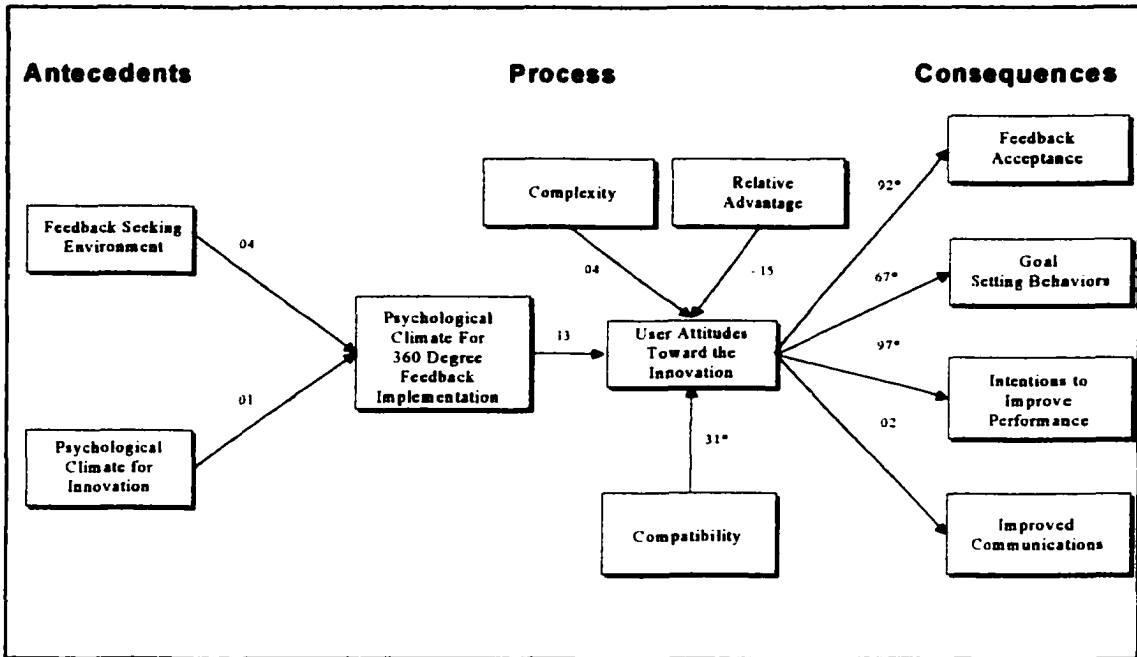 Antecedents
Process
Consequences
Feedback Seeking
Environment
04
Psychological
Climate for
Innovation
01
Psychological
Climate For
360 Degree
Feedback
Implementation
13
Complexity
04
Relative
Advantage
- 15
User Attitudes
Toward the
Innovation
31*
Compatibility
92*
67*
97*
02
Feedback
Acceptance
Goal
Setting Behaviors
Intentions to
Improve
Performance
Improved
Communications